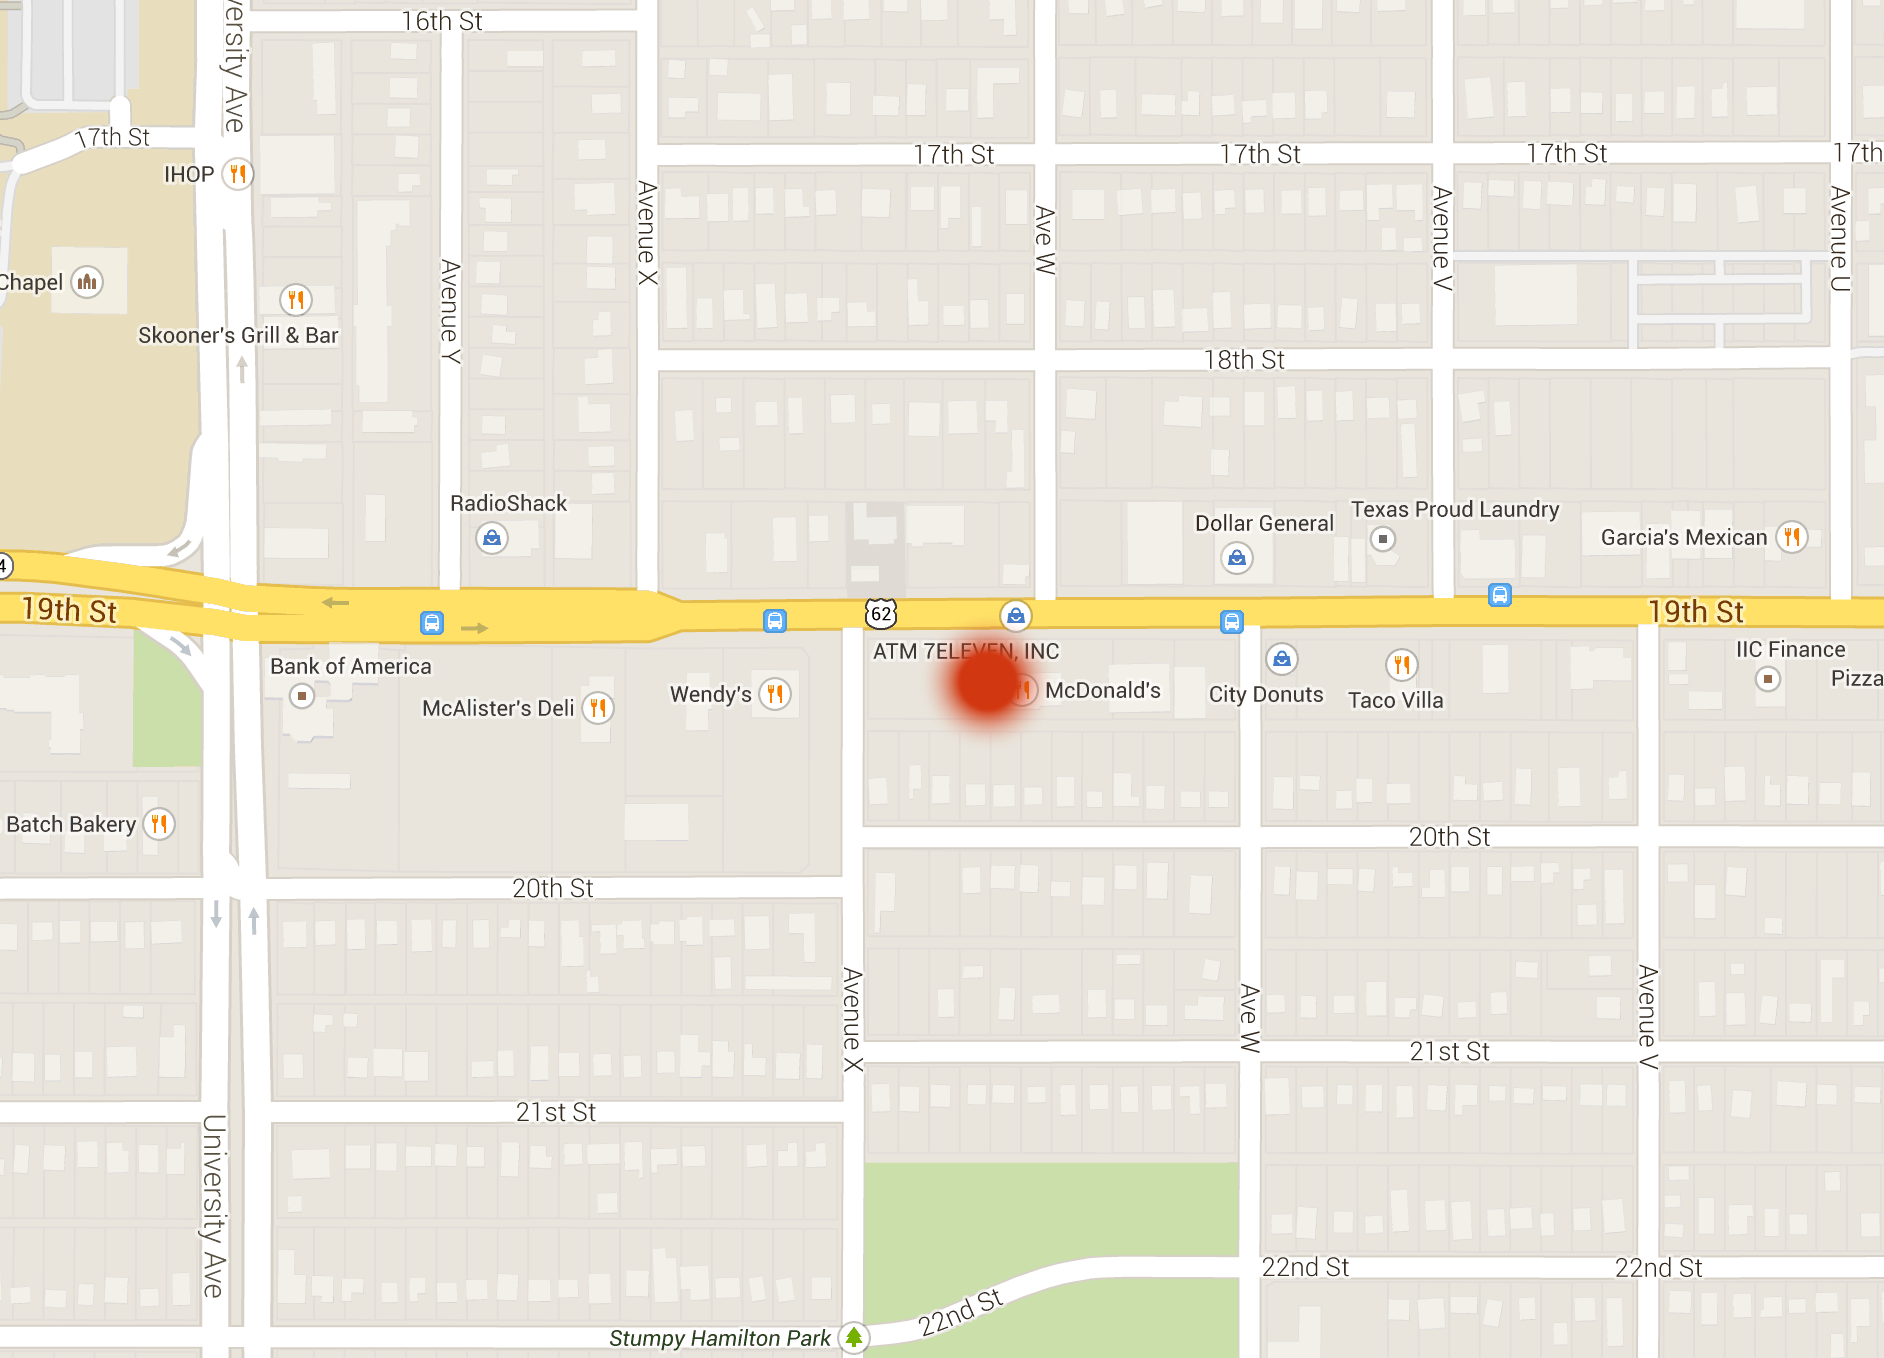 16th St
versity Ave
17th St
17th St
17th St
17th St
17th
IHOP
Avenue X
Ave W
Avenue V
Avenue U
Chapel
Avenue Y
Skooner's Grill & Bar
18th St
RadioShack
Dollar General
Texas Proud Laundry
Garcia's Mexican
4
19th St
62
19th St
Bank of America
McAlister's Deli
Wendy's
ATM 7ELEVEN, INC
McDonald's
City Donuts
Taco Villa
IIC Finance
Pizza
Batch Bakery
20th St
20th St
Avenue X
Ave W
Avenue V
21st St
21st St
University Ave
22nd St
22nd St
22nd St
Stumpy Hamilton Park